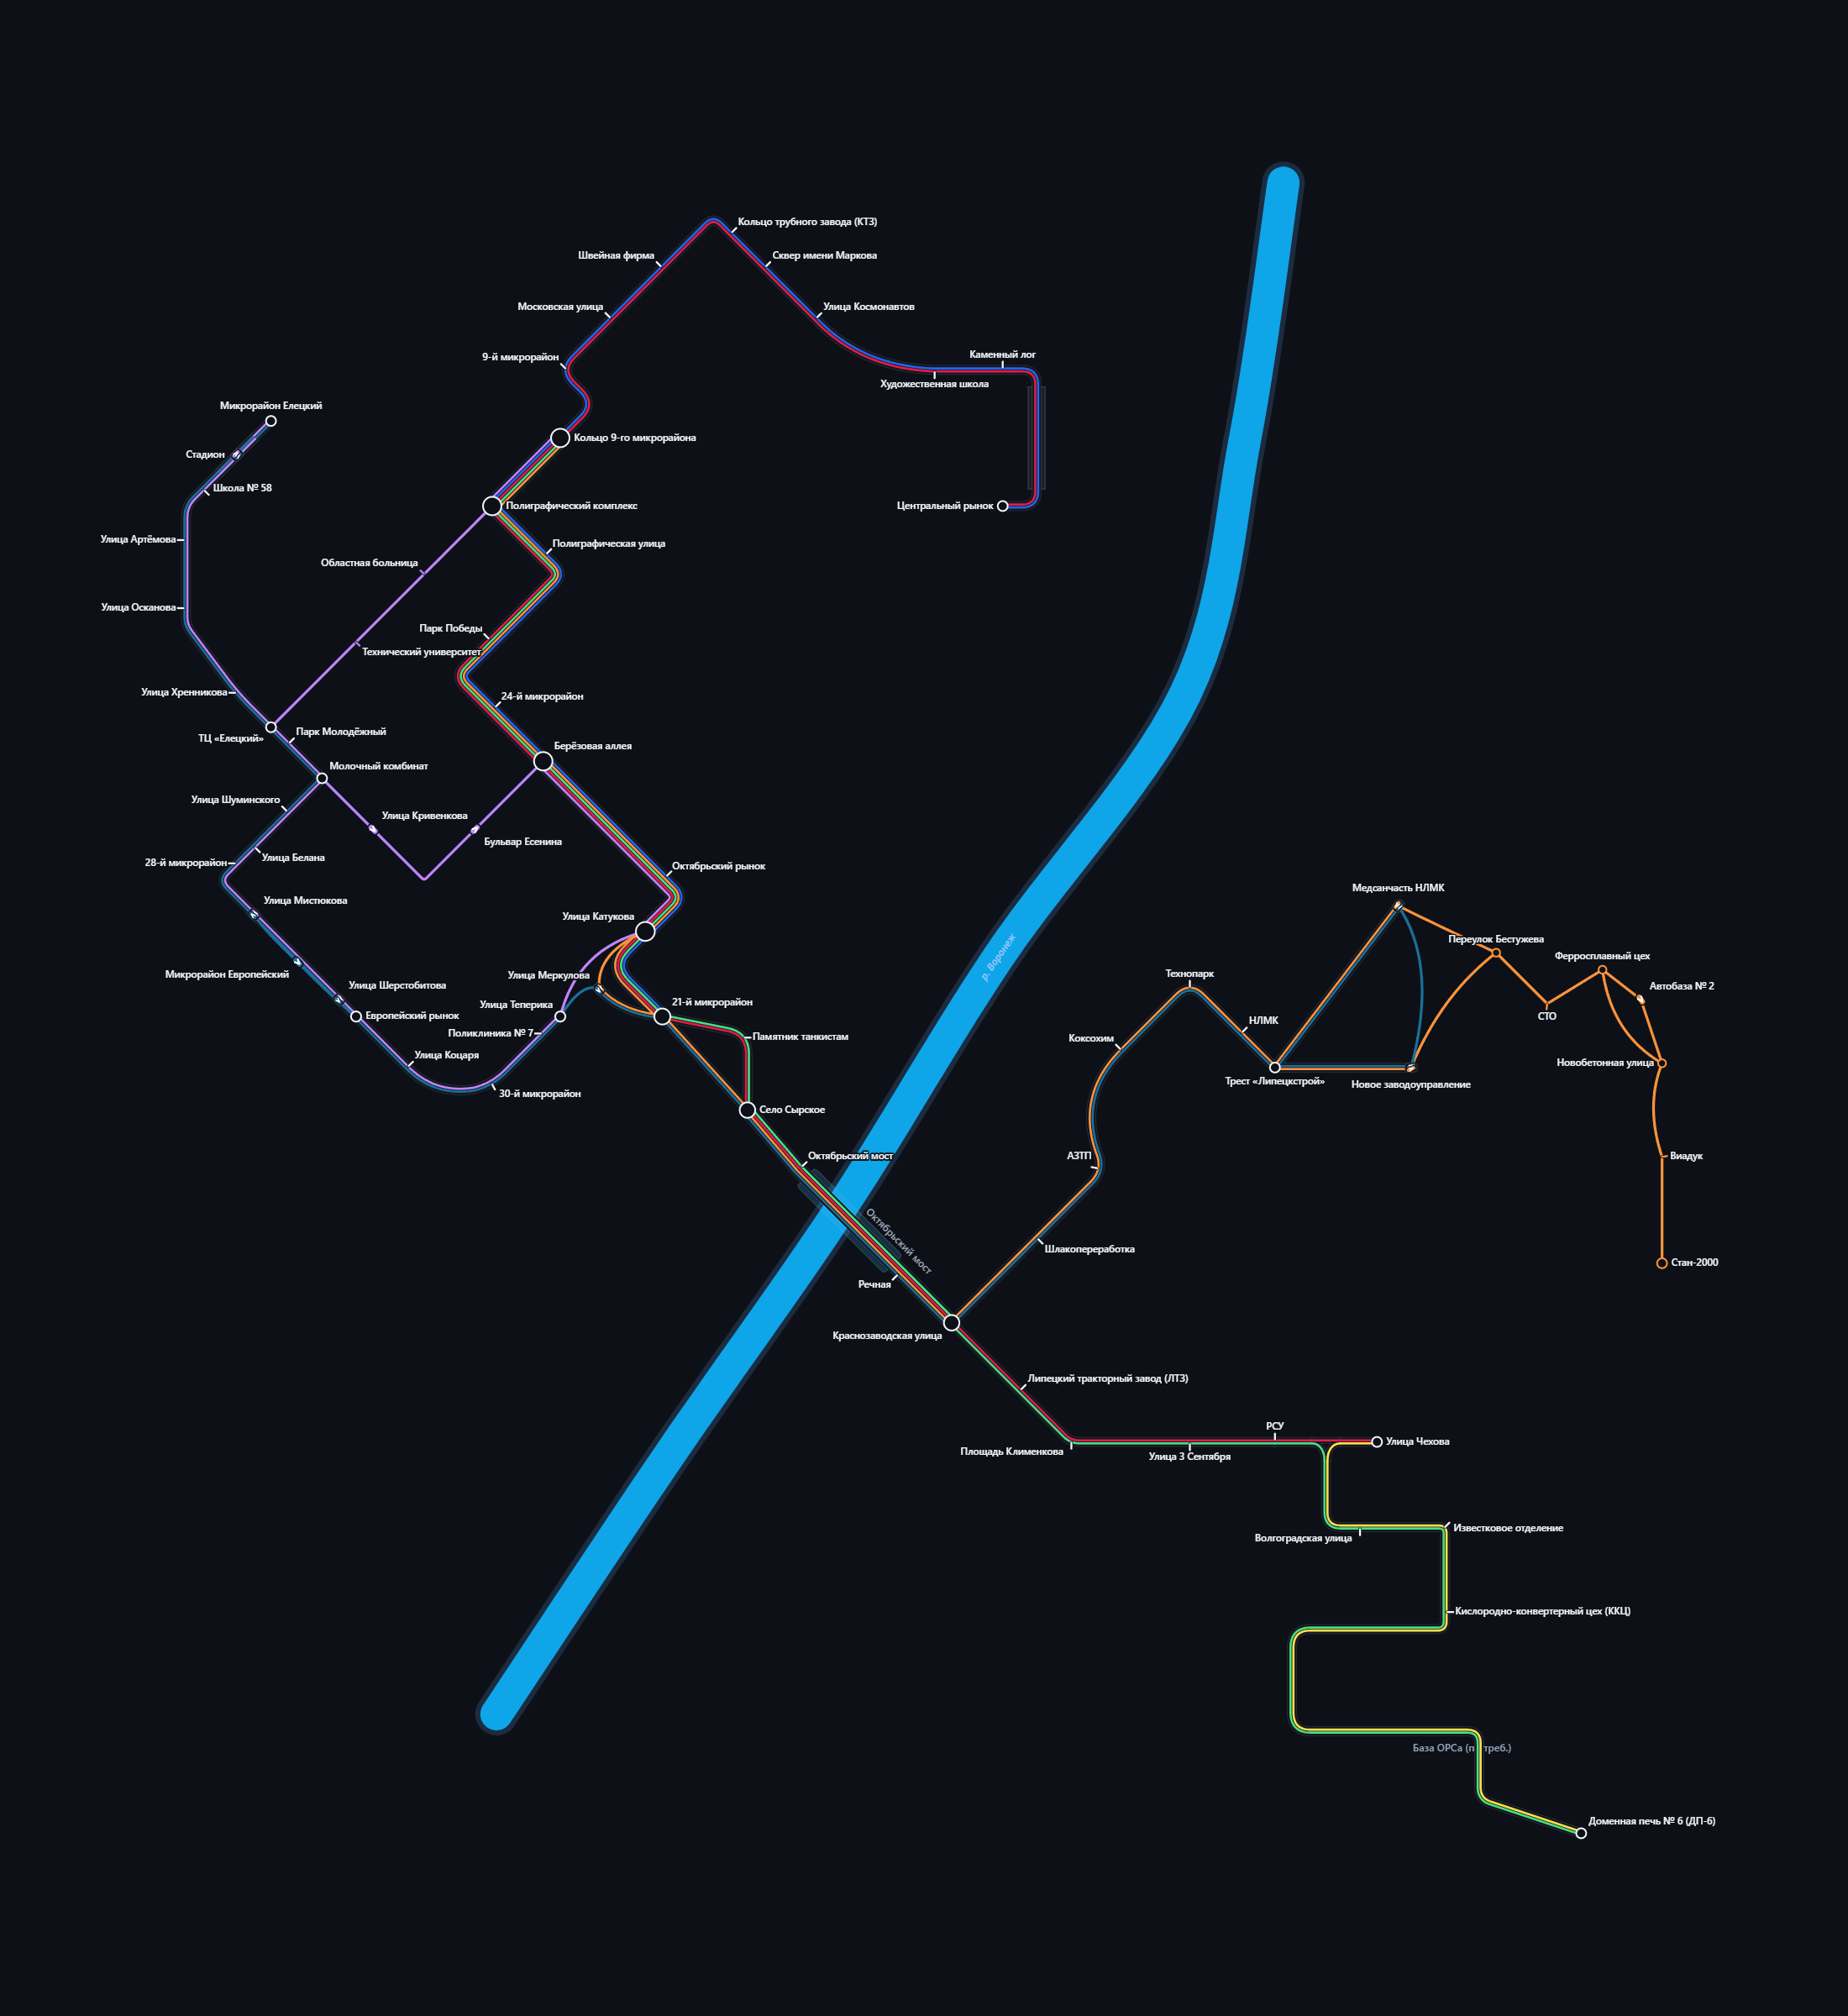 Кольцо трубного завода (КТЗ)
Швейная фирма
Сквер имени Маркова
Московская улица
Улица Космонавтов
9-й микрорайон
Каменный лог
Художественная школа
Микрорайон Елецкий
Кольцо 9-го микрорайона
Стадион
Школа № 58
Полиграфический комплекс
Центральный рынок
Улица Артёмова
Полиграфическая улица
Областная больница
Улица Осканова
Парк Победы
Технический университет
Улица Хренникова
24-й микрорайон
Парк Молодёжный
ТЦ «Елецкий»
Берёзовая аллея
Молочный комбинат
Улица Шуминского
Улица Кривенкова
Бульвар Есенина
Улица Белана
28-й микрорайон
Октябрьский рынок
Медсанчасть НЛМК
Улица Мистюкова
Улица Катукова
Переулок Бестужева
р. Воронеж
Ферросплавный цех
Микрорайон Европейский
Улица Меркулова
Технопарк
Улица Шерстобитова
Автобаза № 2
21-й микрорайон
Улица Теперика
Европейский рынок
СТО
НЛМК
Поликлиника № 7
Памятник танкистам
Коксохим
Улица Коцаря
Новобетонная улица
Трест «Липецкстрой»
Новое заводоуправление
30-й микрорайон
Село Сырское
Октябрьский мост
АЗТП
Виадук
Октябрьский мост
Шлакопереработка
Стан-2000
Речная
Краснозаводская улица
Липецкий тракторный завод (ЛТЗ)
РСУ
Улица Чехова
Площадь Клименкова
Улица 3 Сентября
Известковое отделение
Волгоградская улица
Кислородно-конвертерный цех (ККЦ)
База ОРСа (п треб.)
Доменная печь № 6 (ДП-6)